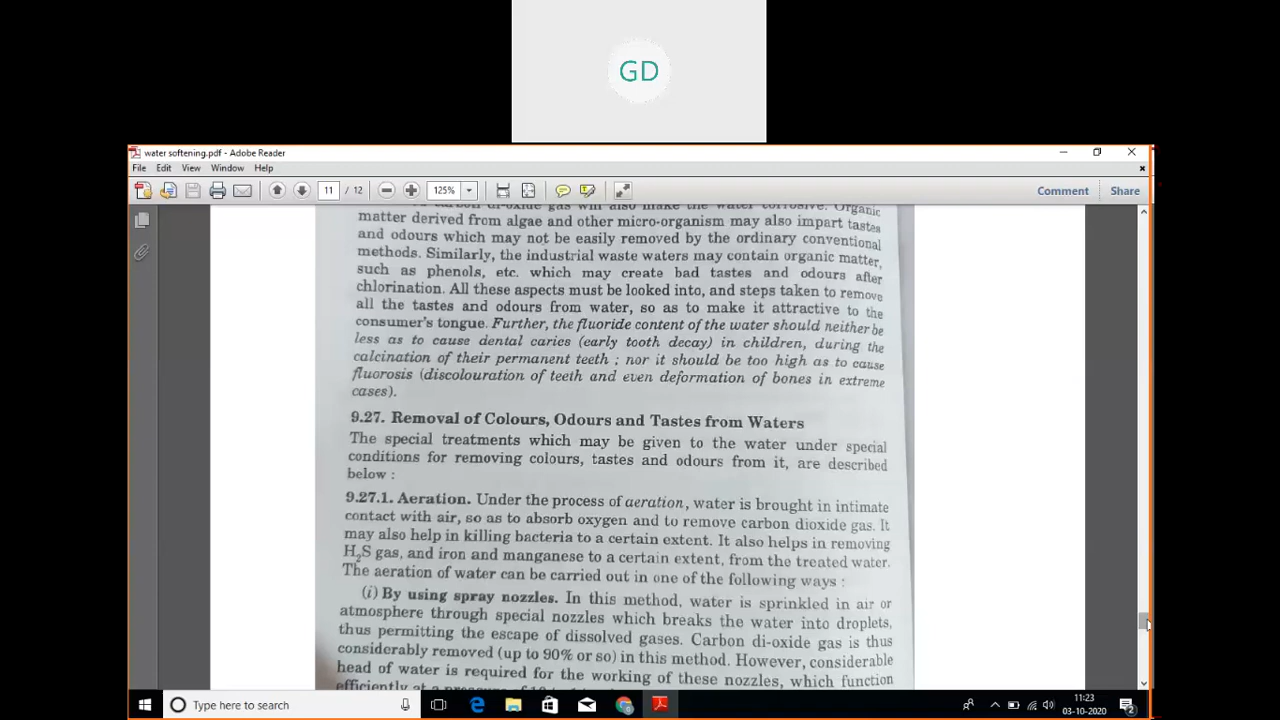 GD
water softening.pdf - Adobe Reader
File Edit View Window Help
11 / 12 125% Comment Share
carbon di-oxide gas will also make the water corrosive. Organic
matter derived from algae and other micro-organism may also impart tastes
and odours which may not be easily removed by the ordinary conventional
methods. Similarly, the industrial waste waters may contain organic matter,
such as phenols, etc. which may create bad tastes and odours after
chlorination. All these aspects must be looked into, and steps taken to remove
all the tastes and odours from water, so as to make it attractive to the
consumer's tongue. Further, the fluoride content of the water should neither be
less as to cause dental caries (early tooth decay) in children, during the
calcination of their permanent teeth ; nor it should be too high as to cause
fluorosis (discolouration of teeth and even deformation of bones in extreme
cases).
9.27. Removal of Colours, Odours and Tastes from Waters
The special treatments which may be given to the water under special
conditions for removing colours, tastes and odours from it, are described
below :
9.27.1. Aeration. Under the process of aeration, water is brought in intimate
contact with air, so as to absorb oxygen and to remove carbon dioxide gas. It
may also help in killing bacteria to a certain extent. It also helps in removing
H₂S gas, and iron and manganese to a certain extent, from the treated water.
The aeration of water can be carried out in one of the following ways :
(i) By using spray nozzles. In this method, water is sprinkled in air or
atmosphere through special nozzles which breaks the water into droplets,
thus permitting the escape of dissolved gases. Carbon di-oxide gas is thus
considerably removed (up to 90% or so) in this method. However, considerable
head of water is required for the working of these nozzles, which function
efficiently at a pressure of
Type here to search
11:23
03-10-2020
2